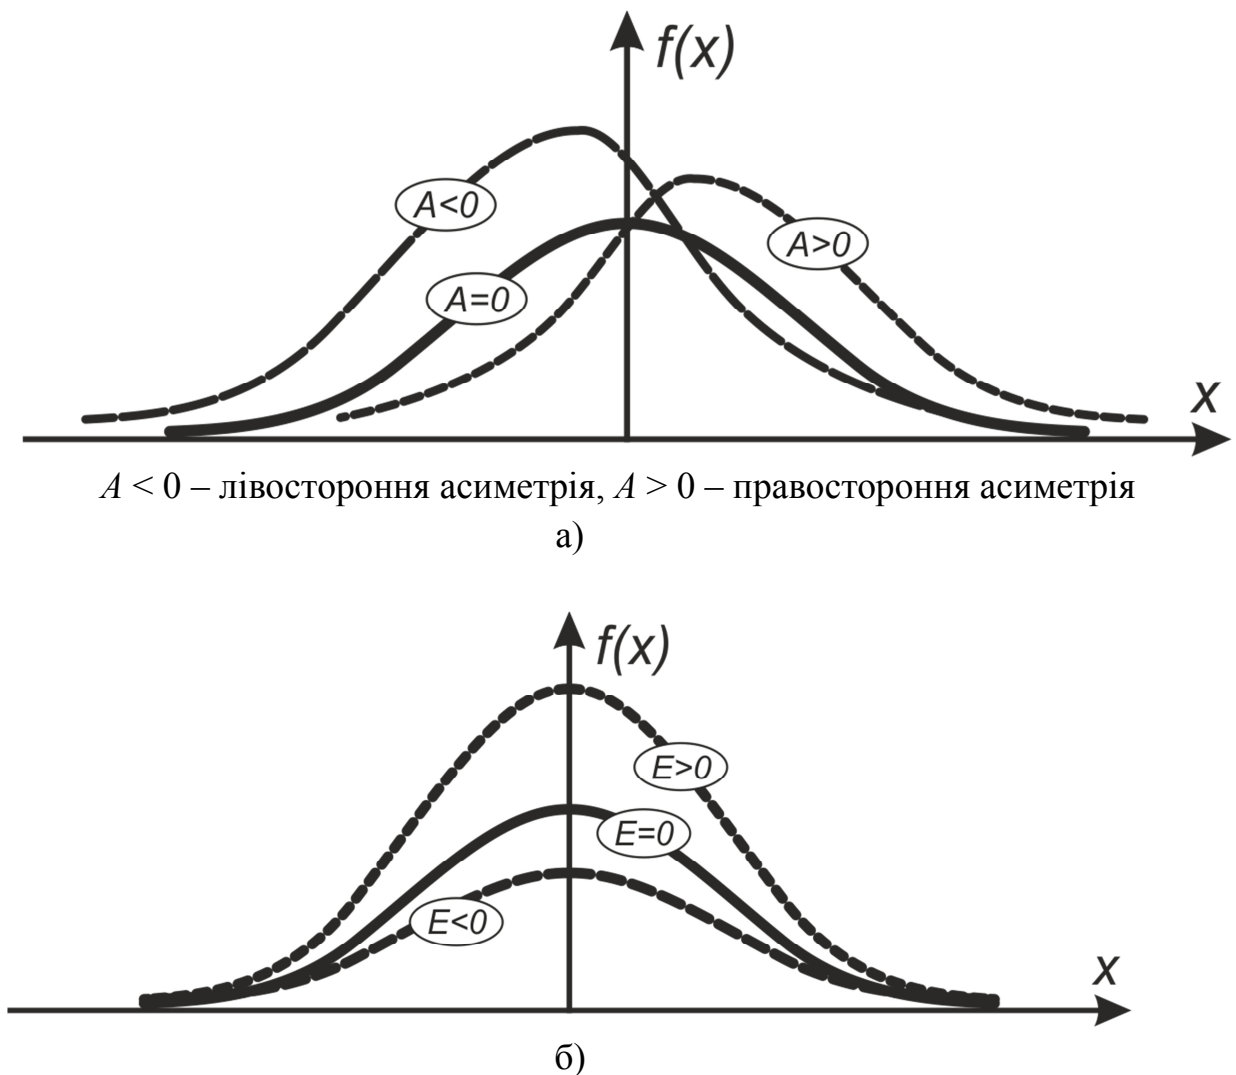 f(x)
A<0
A>0
A=0
x
A < 0 – лівостороння асиметрія, A > 0 – правостороння асиметрія
а)
f(x)
E>0
E=0
E<0
x
б)